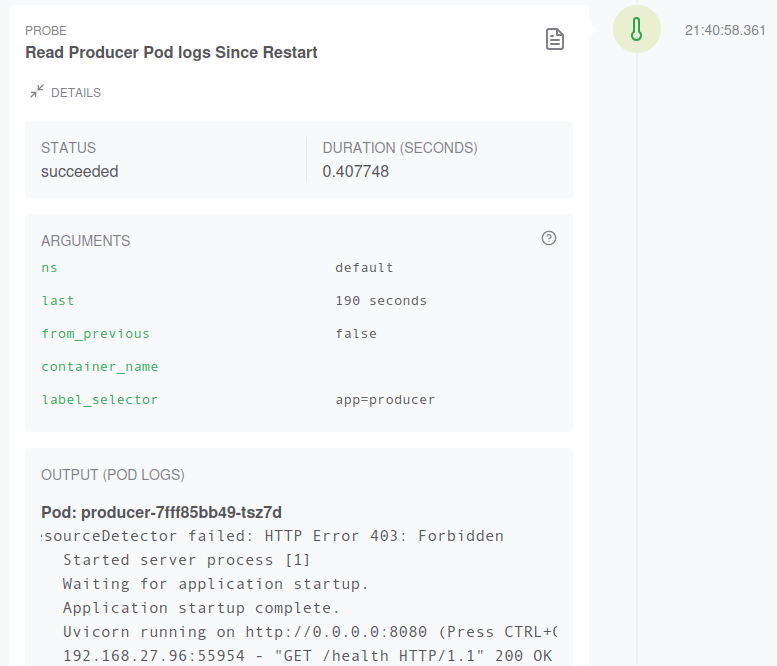 PROBE
Read Producer Pod logs Since Restart
21:40:58.361
DETAILS
STATUS
succeeded
DURATION (SECONDS)
0.407748
ARGUMENTS
ns default
last 190 seconds
from_previous false
container_name
label_selector app=producer
OUTPUT (POD LOGS)
Pod: producer-7fff85bb49-tsz7d
sourceDetector failed: HTTP Error 403: Forbidden
Started server process [1]
Waiting for application startup.
Application startup complete.
Uvicorn running on http://0.0.0.0:8080 (Press CTRL+C
192.168.27.96:55954 - "GET /health HTTP/1.1" 200 OK